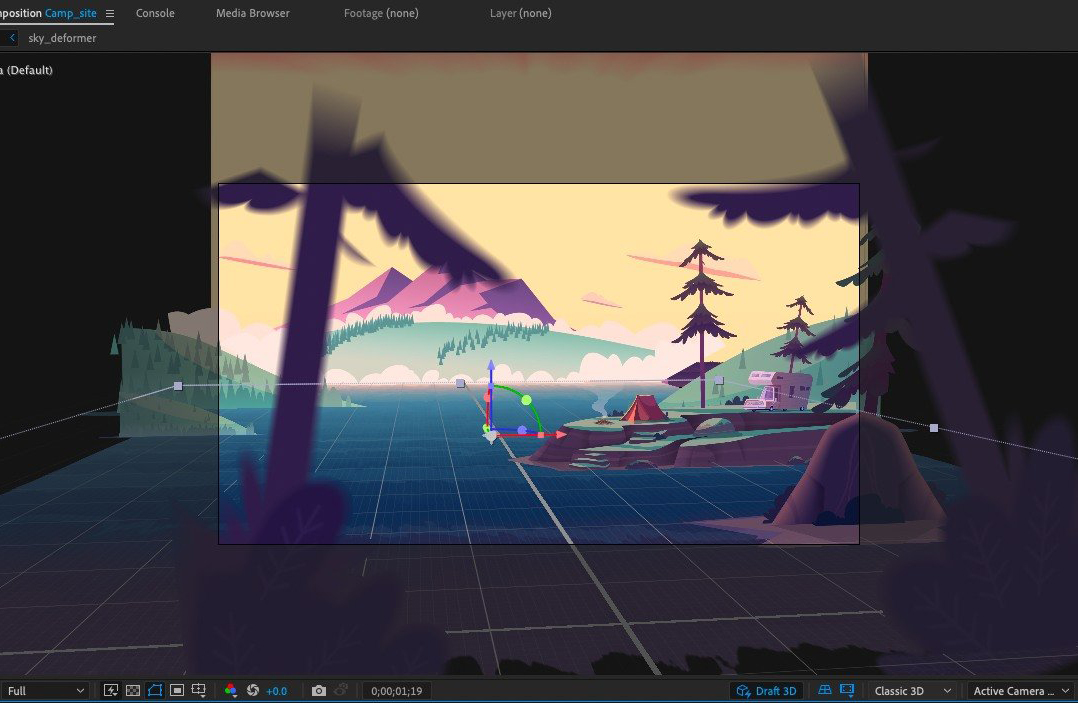 position Camp_site Console Media Browser Footage (none) Layer (none)
sky_deformer
a (Default)
Full +0.0 0;00;01;19 Draft 3D Classic 3D Active Camera ...